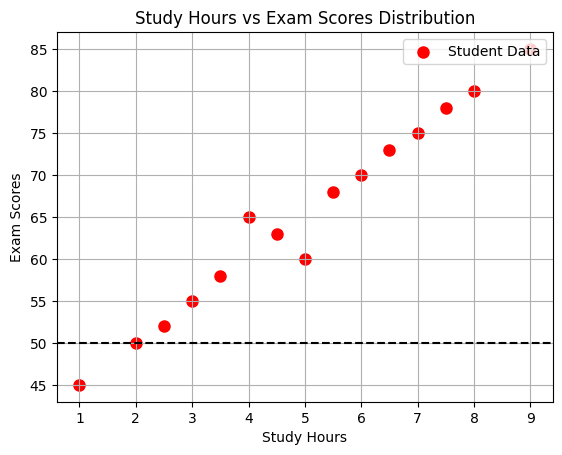 Study Hours vs Exam Scores Distribution
Student Data
Exam Scores
85
80
75
70
65
60
55
50
45
1 2 3 4 5 6 7 8 9
Study Hours